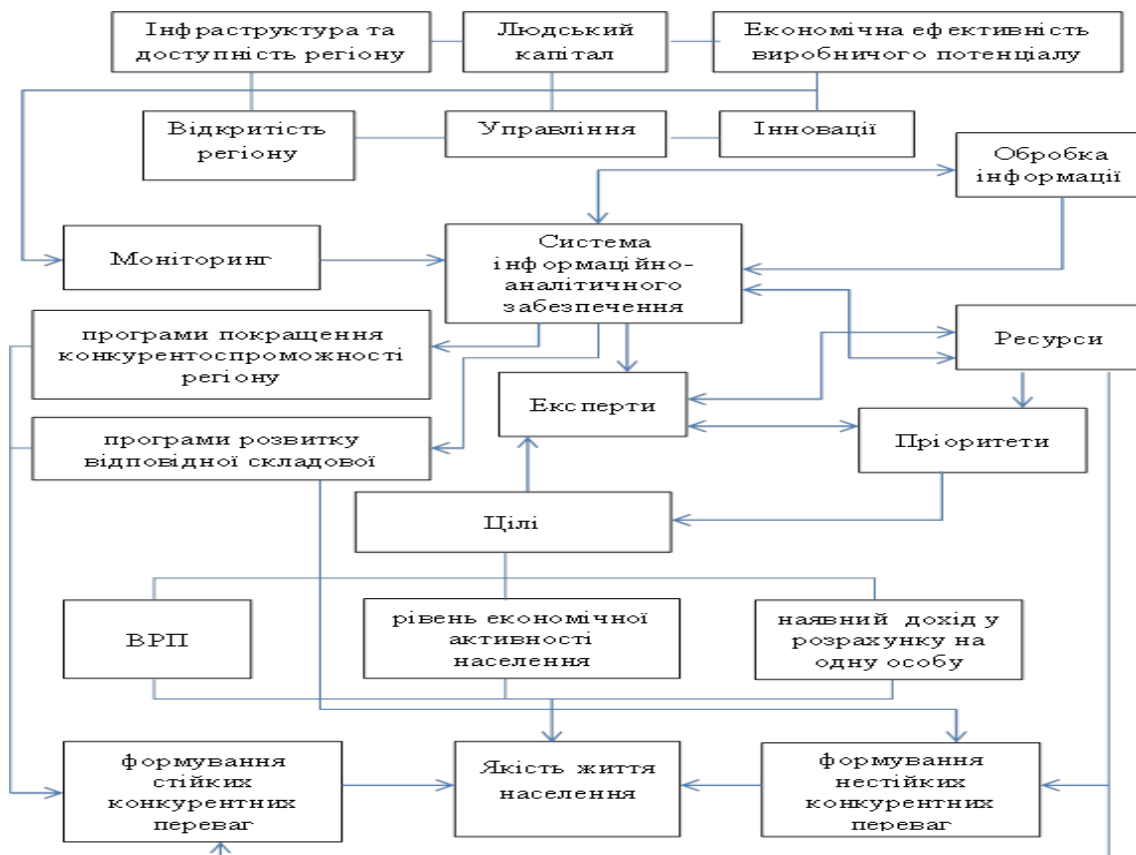 Інфраструктура та
доступність регіону
Людський
капітал
Економічна ефективність
виробничого потенціалу
Відкритість
регіону
Управління
Інновації
Обробка
інформації
Моніторинг
Система
інформаційно-
аналітичного
забезпечення
програми покращення
конкурентоспроможності
регіону
Ресурси
Експерти
програми розвитку
відповідної складової
Пріоритети
Цілі
ВРП
рівень економічної
активності
населення
наявний дохід у
розрахунку на
одну особу
формування
стійких
конкурентних
переваг
Якість життя
населення
формування
нестійких
конкурентних
переваг